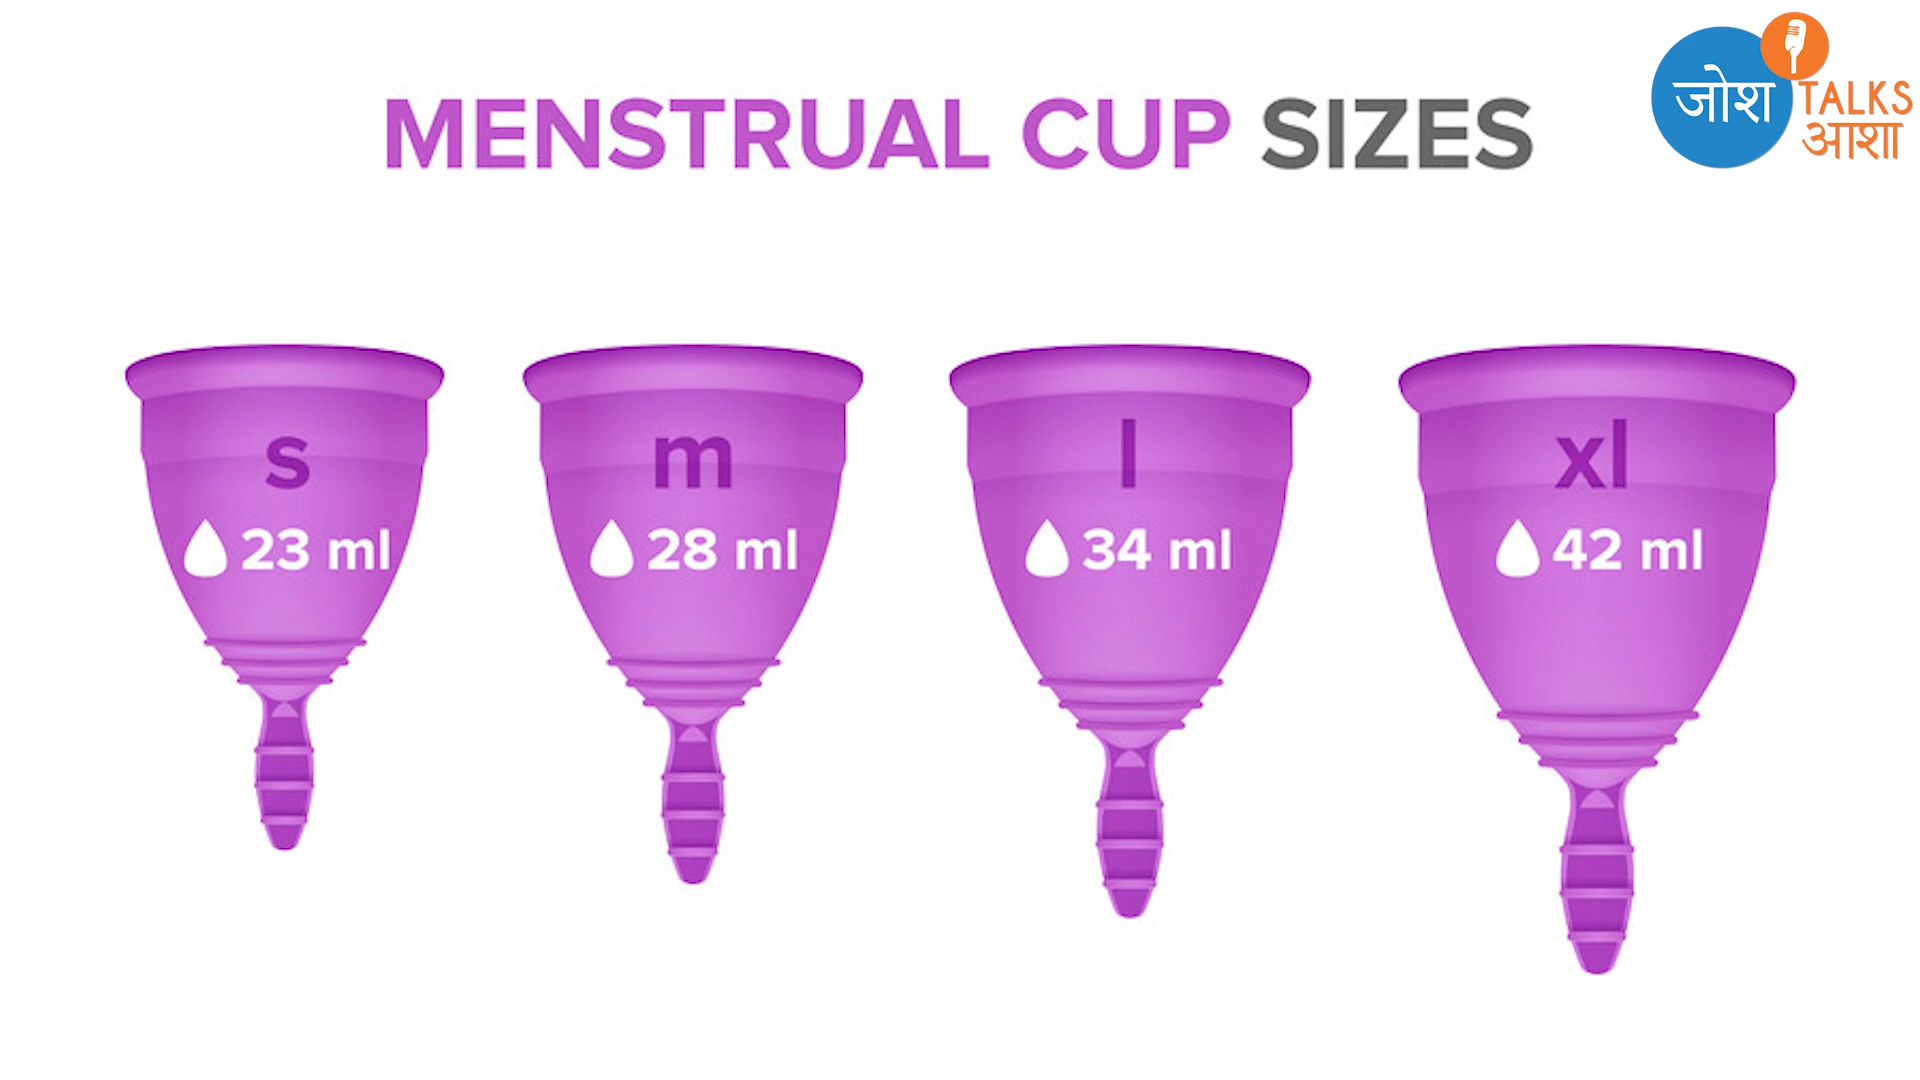 MENSTRUAL CUP SIZES
जोश TALKS
आशा
s
23 ml
m
28 ml
l
34 ml
xl
42 ml